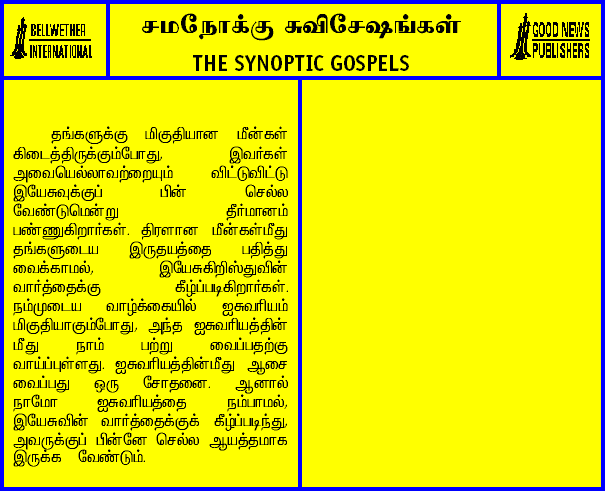 BELLWETHER
INTERNATIONAL
சமநோக்கு சுவிசேஷங்கள்
THE SYNOPTIC GOSPELS
GOOD NEWS
PUBLISHERS
தங்களுக்கு மிகுதியான மீன்கள்
கிடைத்திருக்கும்போது, இவர்கள்
அவையெல்லாவற்றையும் விட்டுவிட்டு
இயேசுவுக்குப் பின் செல்ல
வேண்டுமென்று தீர்மானம்
பண்ணுகிறார்கள். திரளான மீன்கள்மீது
தங்களுடைய இருதயத்தை பதித்து
வைக்காமல், இயேசுகிறிஸ்துவின்
வார்த்தைக்கு கீழ்ப்படிகிறார்கள்.
நம்முடைய வாழ்க்கையில் ஐசுவரியம்
மிகுதியாகும்போது, அந்த ஐசுவரியத்தின்
மீது நாம் பற்று வைப்பதற்கு
வாய்ப்புள்ளது. ஐசுவரியத்தின்மீது ஆசை
வைப்பது ஒரு சோதனை. ஆனால்
நாமோ ஐசுவரியத்தை நம்பாமல்,
இயேசுவின் வார்த்தைக்குக் கீழ்ப்படிந்து,
அவருக்குப் பின்னே செல்ல ஆயத்தமாக
இருக்க வேண்டும்.